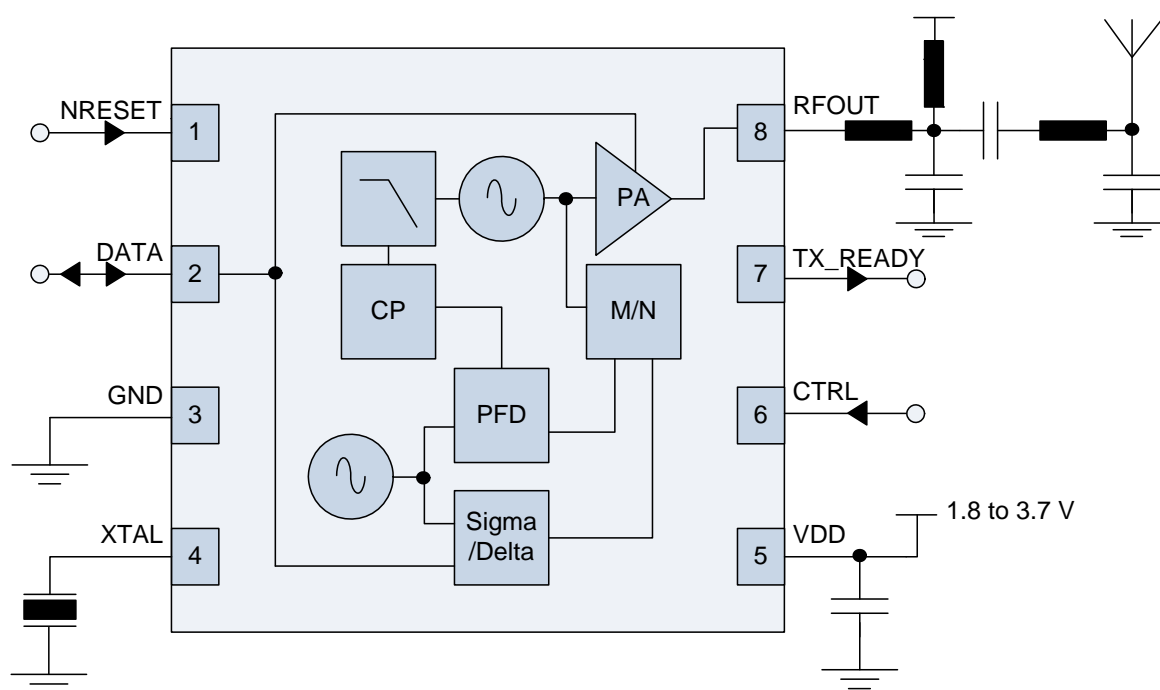 NRESET
1
DATA
2
GND
3
XTAL
4
CP
PFD
Sigma
/Delta
PA
M/N
8
RFOUT
7
TX_READY
6
CTRL
5
VDD
1.8 to 3.7 V